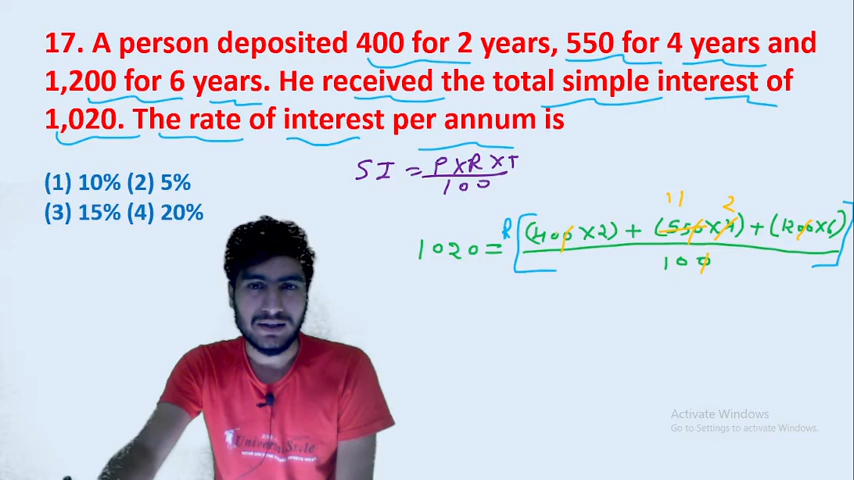 17. A person deposited 400 for 2 years, 550 for 4 years and
1,200 for 6 years. He received the total simple interest of
1,020. The rate of interest per annum is
(1) 10% (2) 5%
(3) 15% (4) 20%
SI = P×R×T
100
11 2
1020 = R [(400×2) + (550×4) + (1200×6)]
100
Activate Windows
Go to Settings to activate Windows.